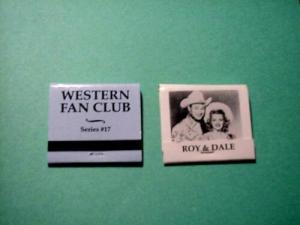 WESTERN
FAN CLUB
Series #17
ROY & DALE